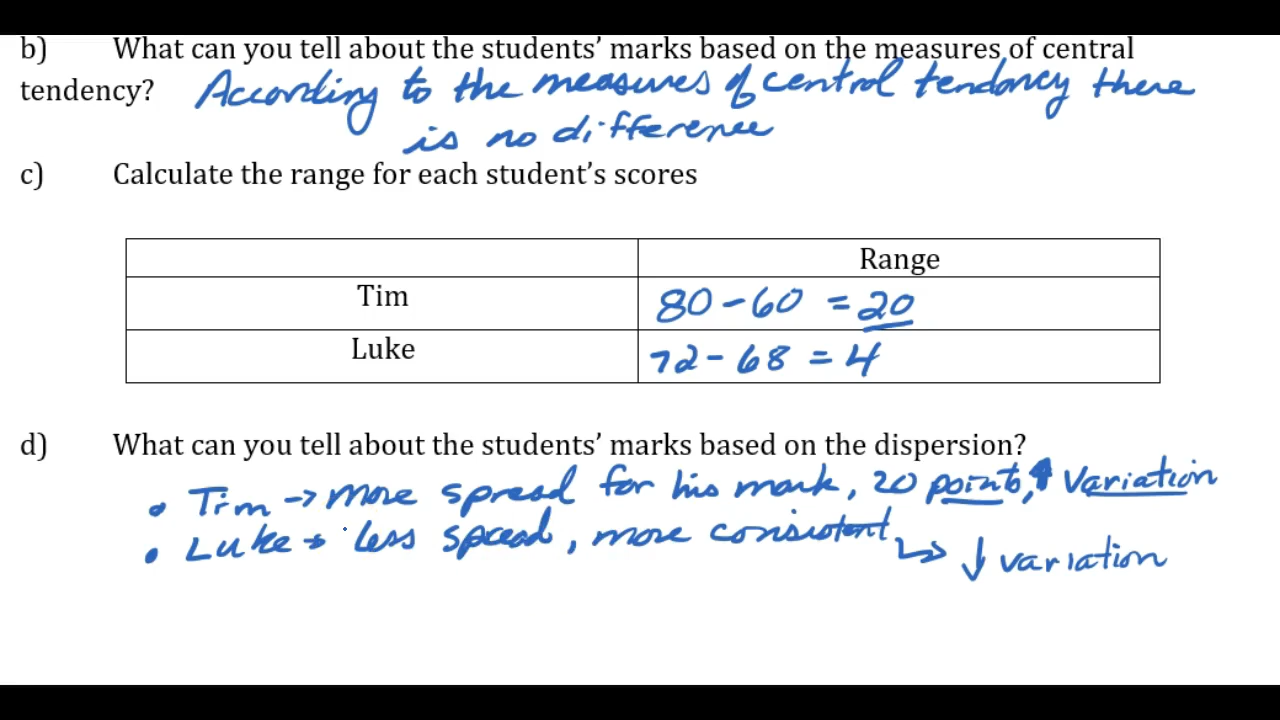 b) What can you tell about the students' marks based on the measures of central
tendency? According to the measures of central tendency there
is no difference
c) Calculate the range for each student's scores
Range
Tim 80 - 60 = 20
Luke 72 - 68 = 4
d) What can you tell about the students' marks based on the dispersion?
• Tim → more spread for his mark, 20 points, ↑ variation
• Luke → less spread, more consistent ↳ ↓ variation